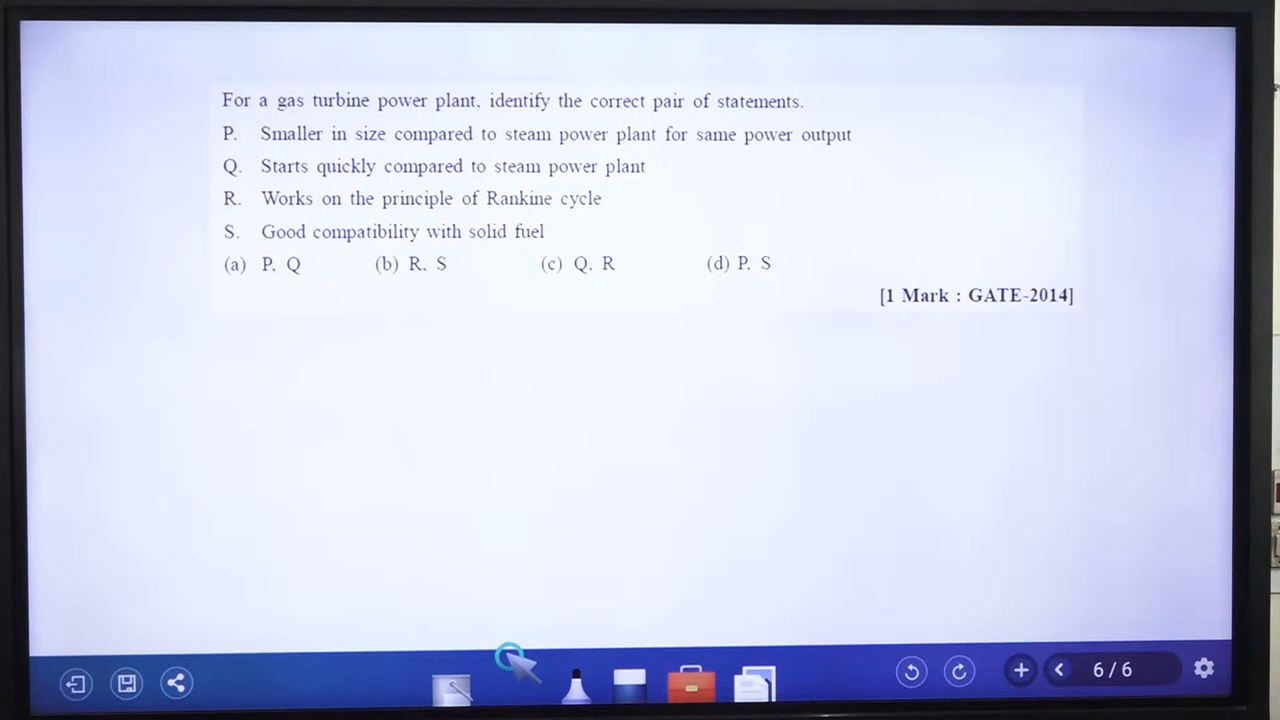 For a gas turbine power plant, identify the correct pair of statements.
P. Smaller in size compared to steam power plant for same power output
Q. Starts quickly compared to steam power plant
R. Works on the principle of Rankine cycle
S. Good compatibility with solid fuel
(a) P, Q (b) R, S (c) Q, R (d) P, S
[1 Mark : GATE-2014]
6 / 6